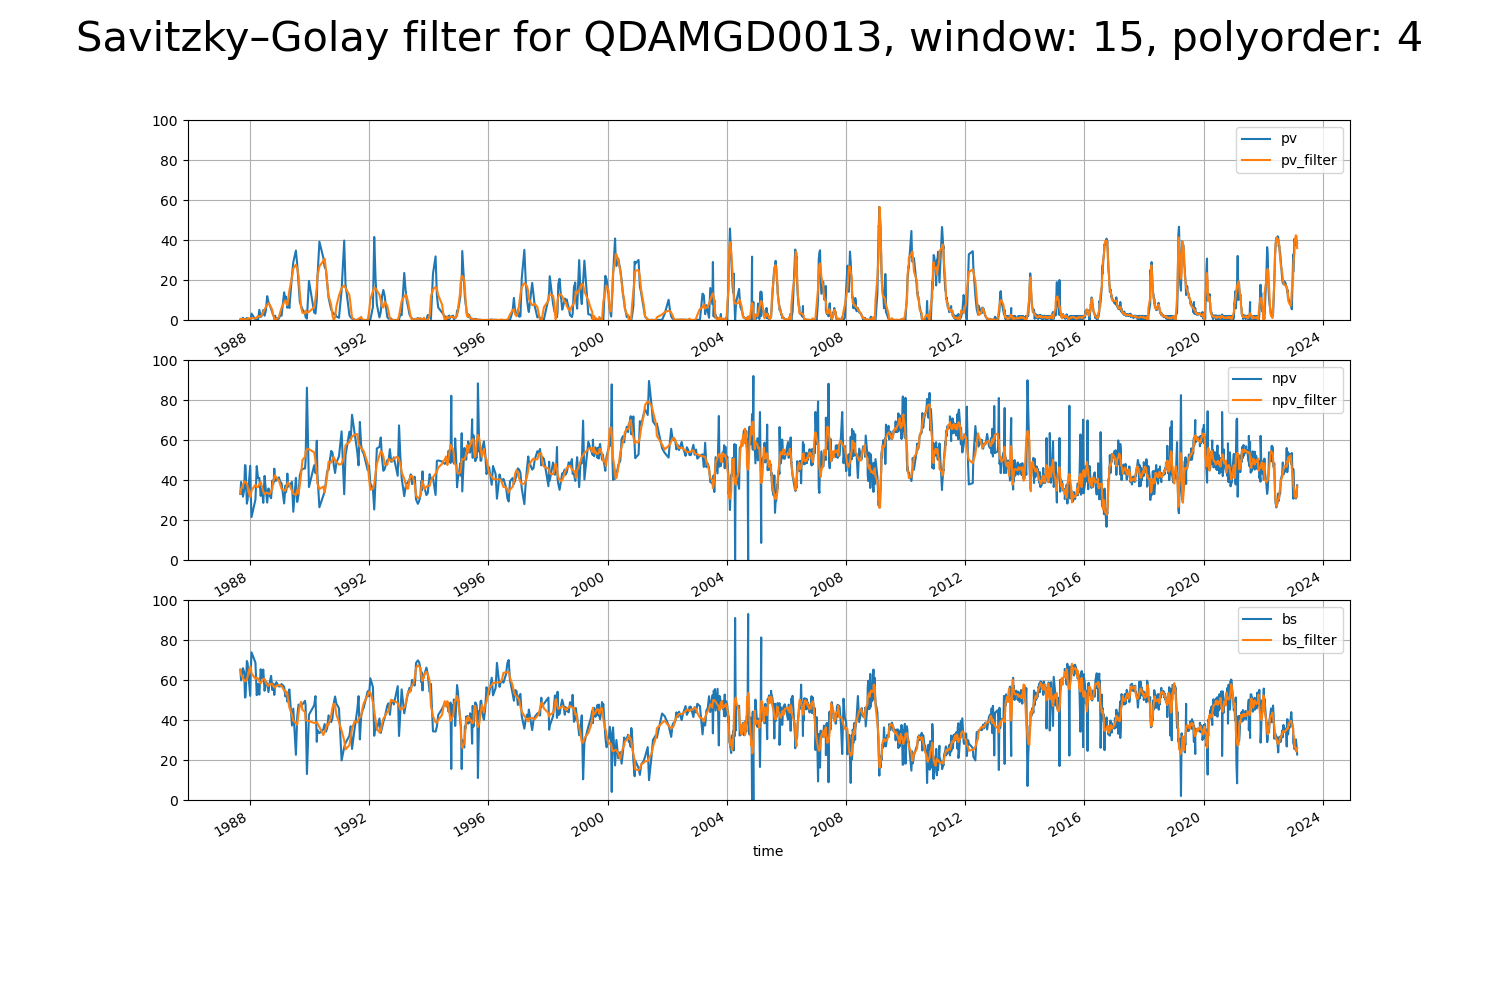 Savitzky–Golay filter for QDAMGD0013, window: 15, polyorder: 4
100
80
60
40
20
0
pv
pv_filter
1988 1992 1996 2000 2004 2008 2012 2016 2020 2024
100
80
60
40
20
0
npv
npv_filter
1988 1992 1996 2000 2004 2008 2012 2016 2020 2024
100
80
60
40
20
0
bs
bs_filter
1988 1992 1996 2000 2004 2008 2012 2016 2020 2024
time